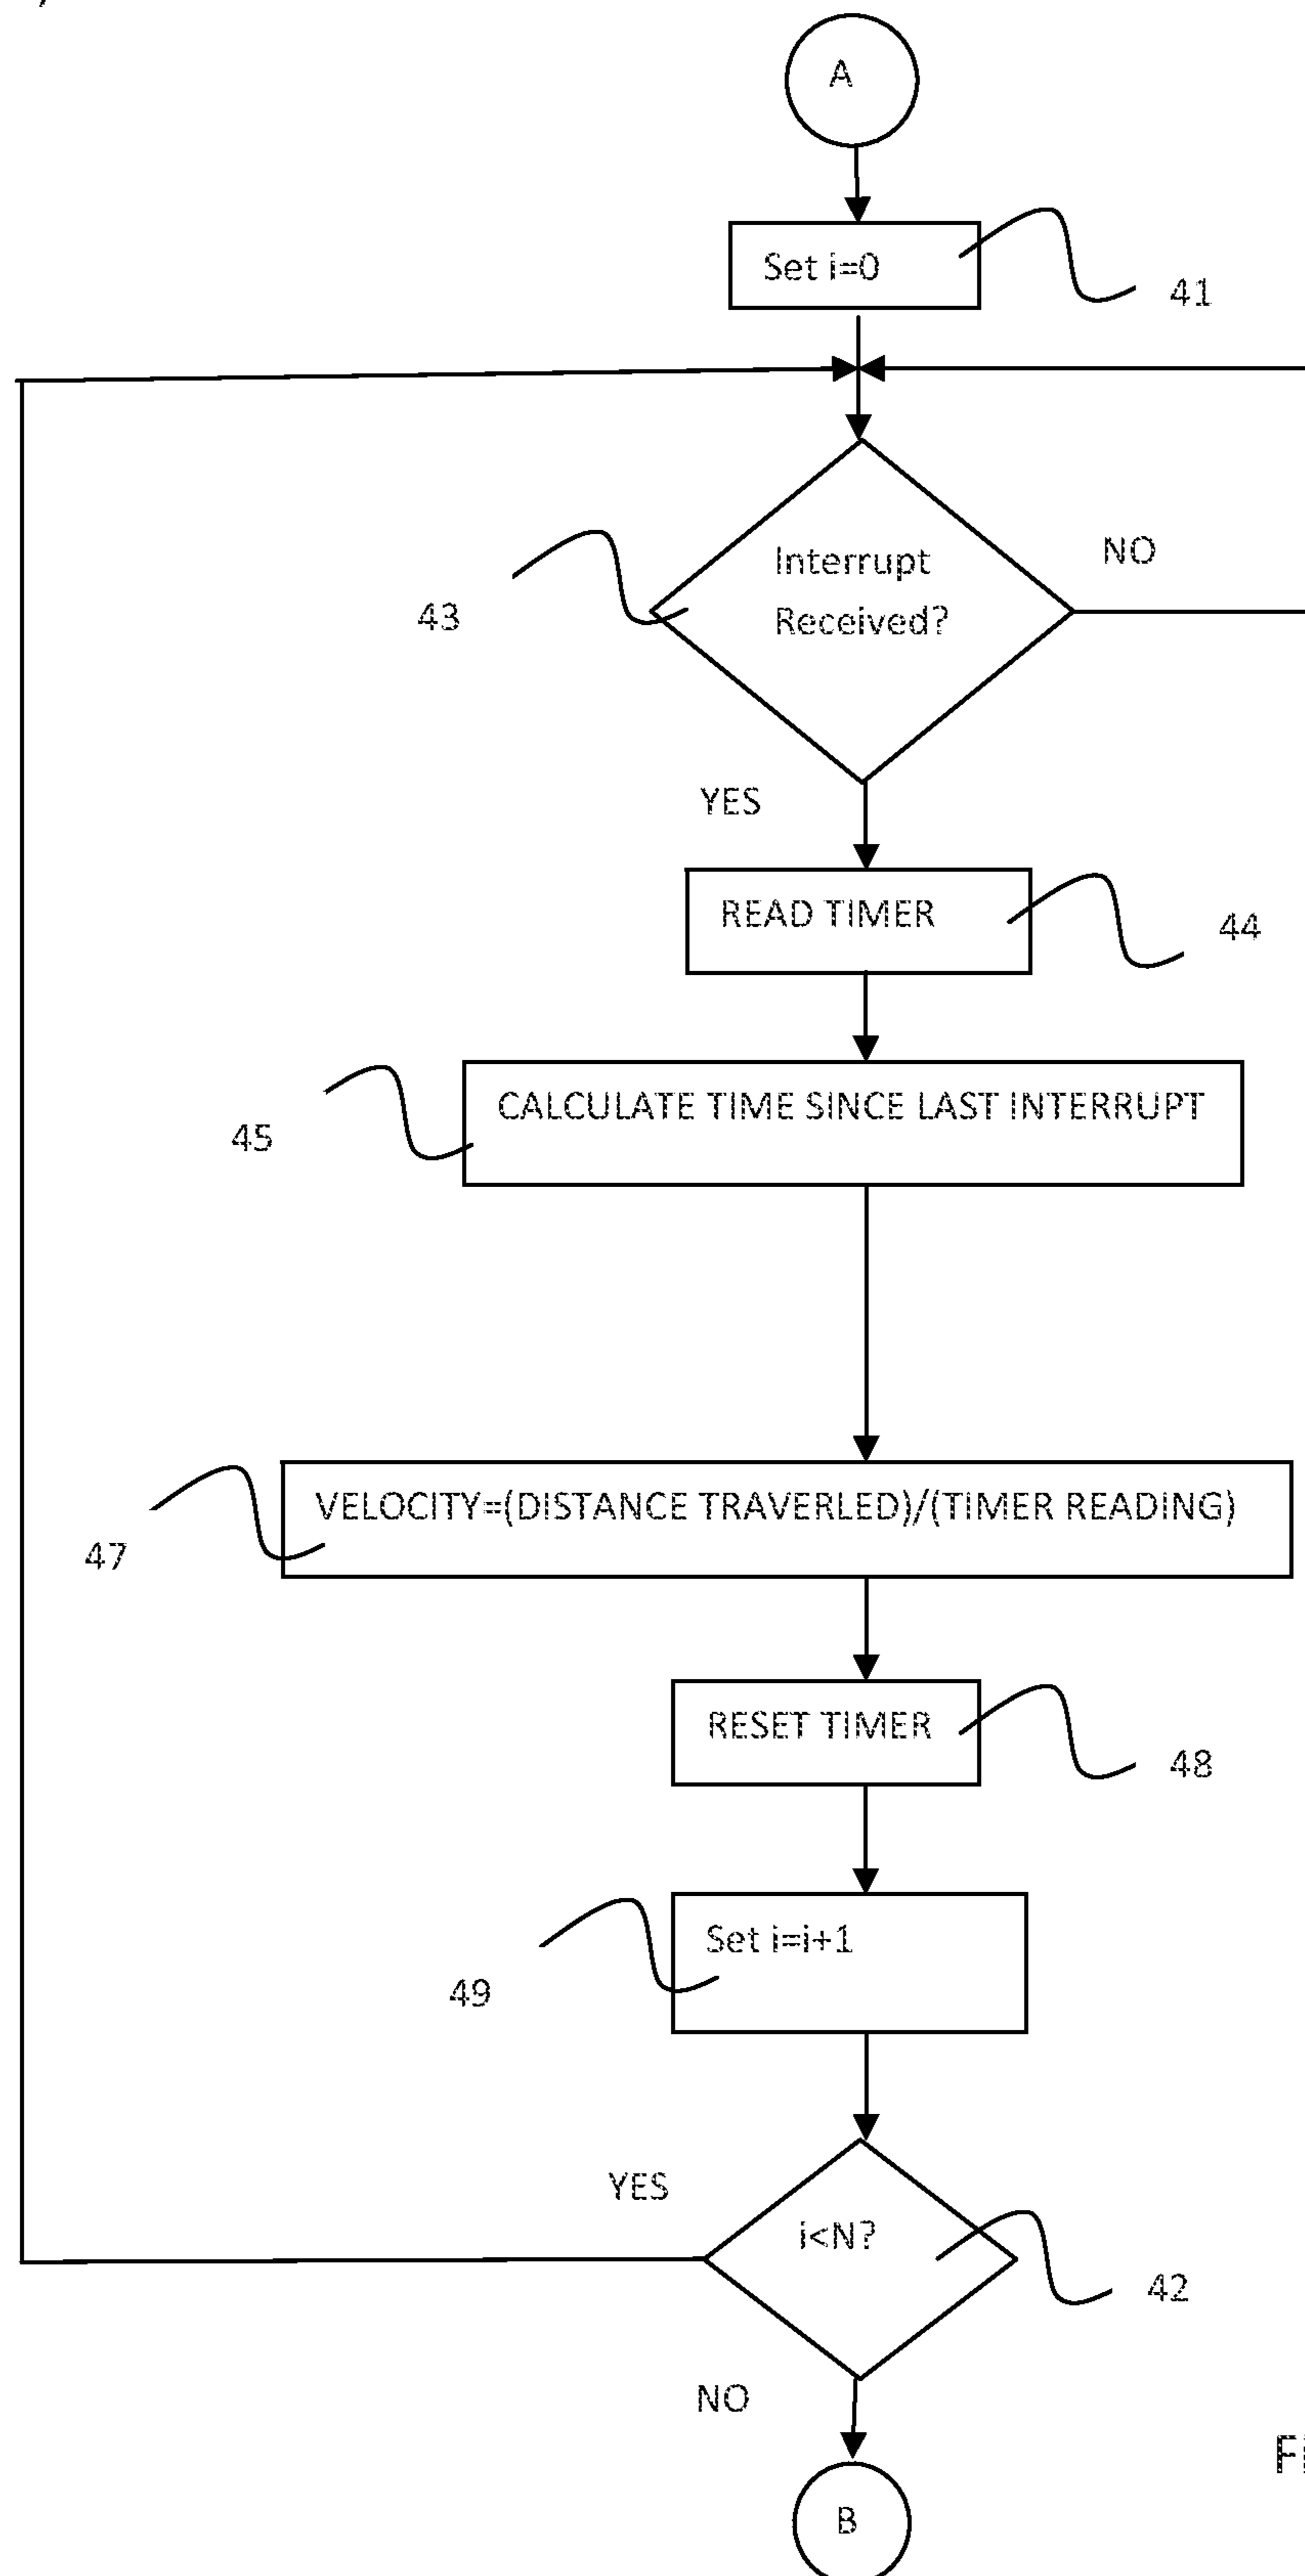 A
Set i=0
41
Interrupt
Received?
NO
43
YES
READ TIMER
44
CALCULATE TIME SINCE LAST INTERRUPT
45
VELOCITY=(DISTANCE TRAVERLED)/(TIMER READING)
47
RESET TIMER
48
Set i=i+1
49
YES
i<N?
42
NO
B